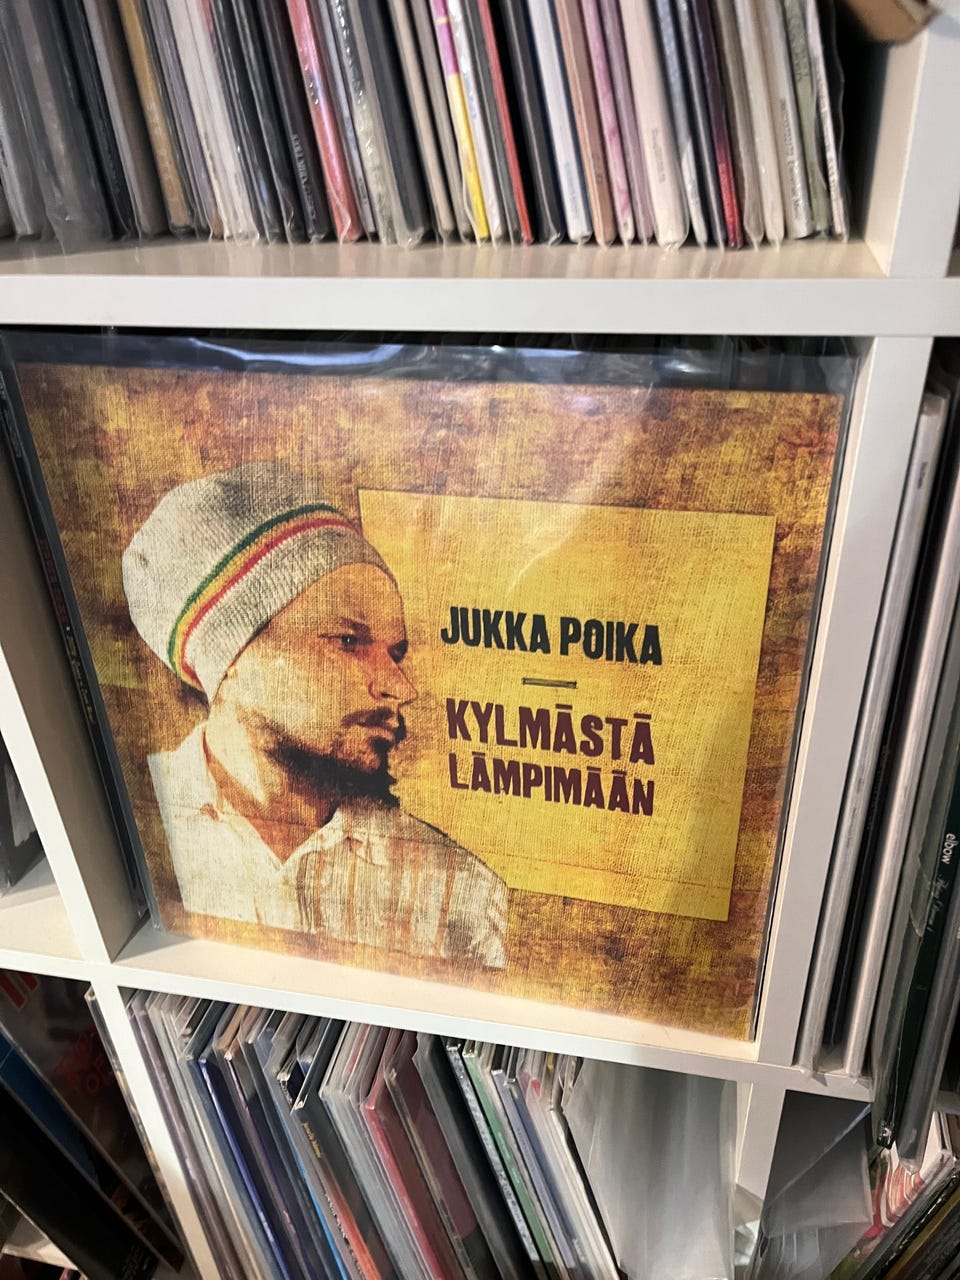 JUKKA POIKA
KYLMÄSTÄ
LÄMPIMÄÄN
elbow